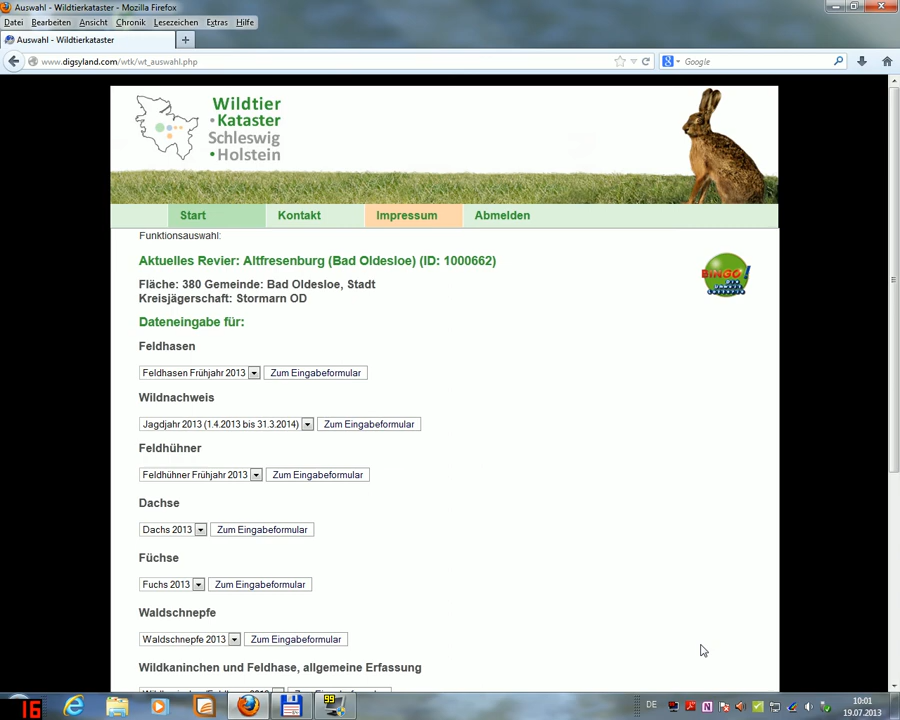 Auswahl - Wildtierkataster - Mozilla Firefox
Datei Bearbeiten Ansicht Chronik Lesezeichen Extras Hilfe
Auswahl - Wildtierkataster
www.digsyland.com/wtk/wt_auswahl.php
Google
Wildtier
Kataster
Schleswig
Holstein
Start Kontakt Impressum Abmelden
Funktionsauswahl:
Aktuelles Revier: Altfresenburg (Bad Oldesloe) (ID: 1000662)
BINGO!
Fläche: 380 Gemeinde: Bad Oldesloe, Stadt
Kreisjägerschaft: Stormarn OD
Dateneingabe für:
Feldhasen
Feldhasen Frühjahr 2013 Zum Eingabeformular
Wildnachweis
Jagdjahr 2013 (1.4.2013 bis 31.3.2014) Zum Eingabeformular
Feldhühner
Feldhühner Frühjahr 2013 Zum Eingabeformular
Dachse
Dachs 2013 Zum Eingabeformular
Füchse
Fuchs 2013 Zum Eingabeformular
Waldschnepfe
Waldschnepfe 2013 Zum Eingabeformular
Wildkaninchen und Feldhase, allgemeine Erfassung
16 99 DE 10:01
19.07.2013